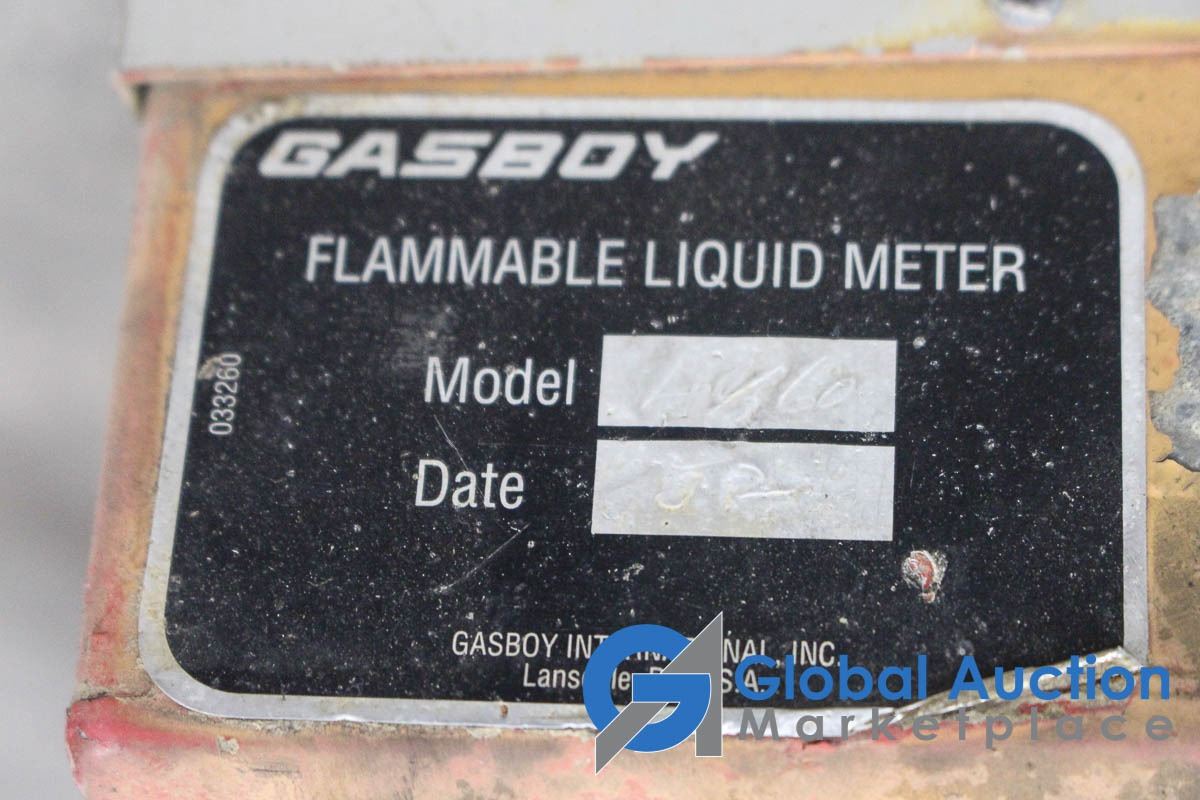 GASBOY
FLAMMABLE LIQUID METER
Model
Date
033260
GASBOY INC.
Global Auction
Marketplace